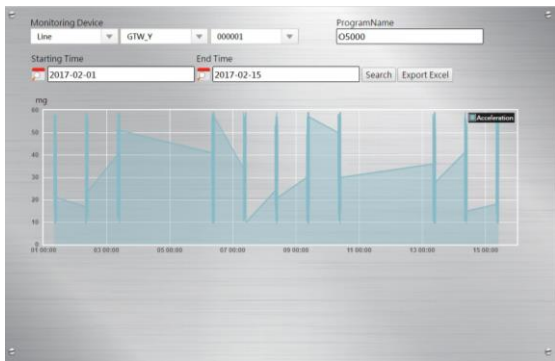 Monitoring Device
ProgramName
Line GTW_Y 000001 O5000
Starting Time
End Time
2017-02-01 2017-02-15 Search Export Excel
mg
60
Acceleration
50
40
30
20
10
0
01 00:00 03 00:00 05 00:00 07 00:00 09 00:00 11 00:00 13 00:00 15 00:00